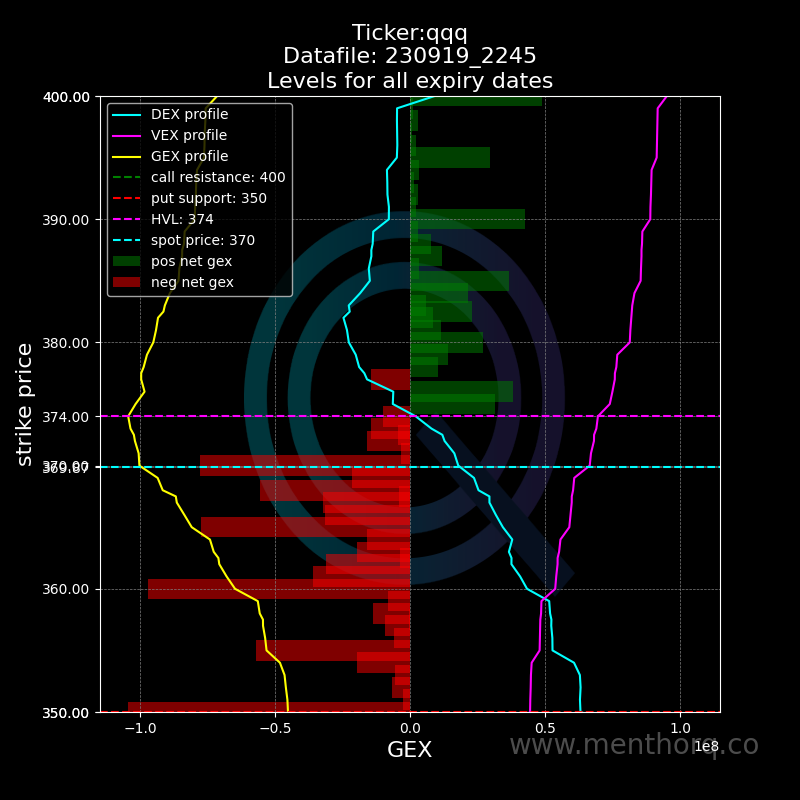 Ticker:qqq
Datafile: 230919_2245
Levels for all expiry dates
DEX profile
VEX profile
GEX profile
call resistance: 400
put support: 350
HVL: 374
spot price: 370
pos net gex
neg net gex
strike price
400.00
390.00
380.00
374.00
360.00
350.00
−1.0
−0.5
0.0
0.5
1.0
1e8
GEX
www.menthorq.co